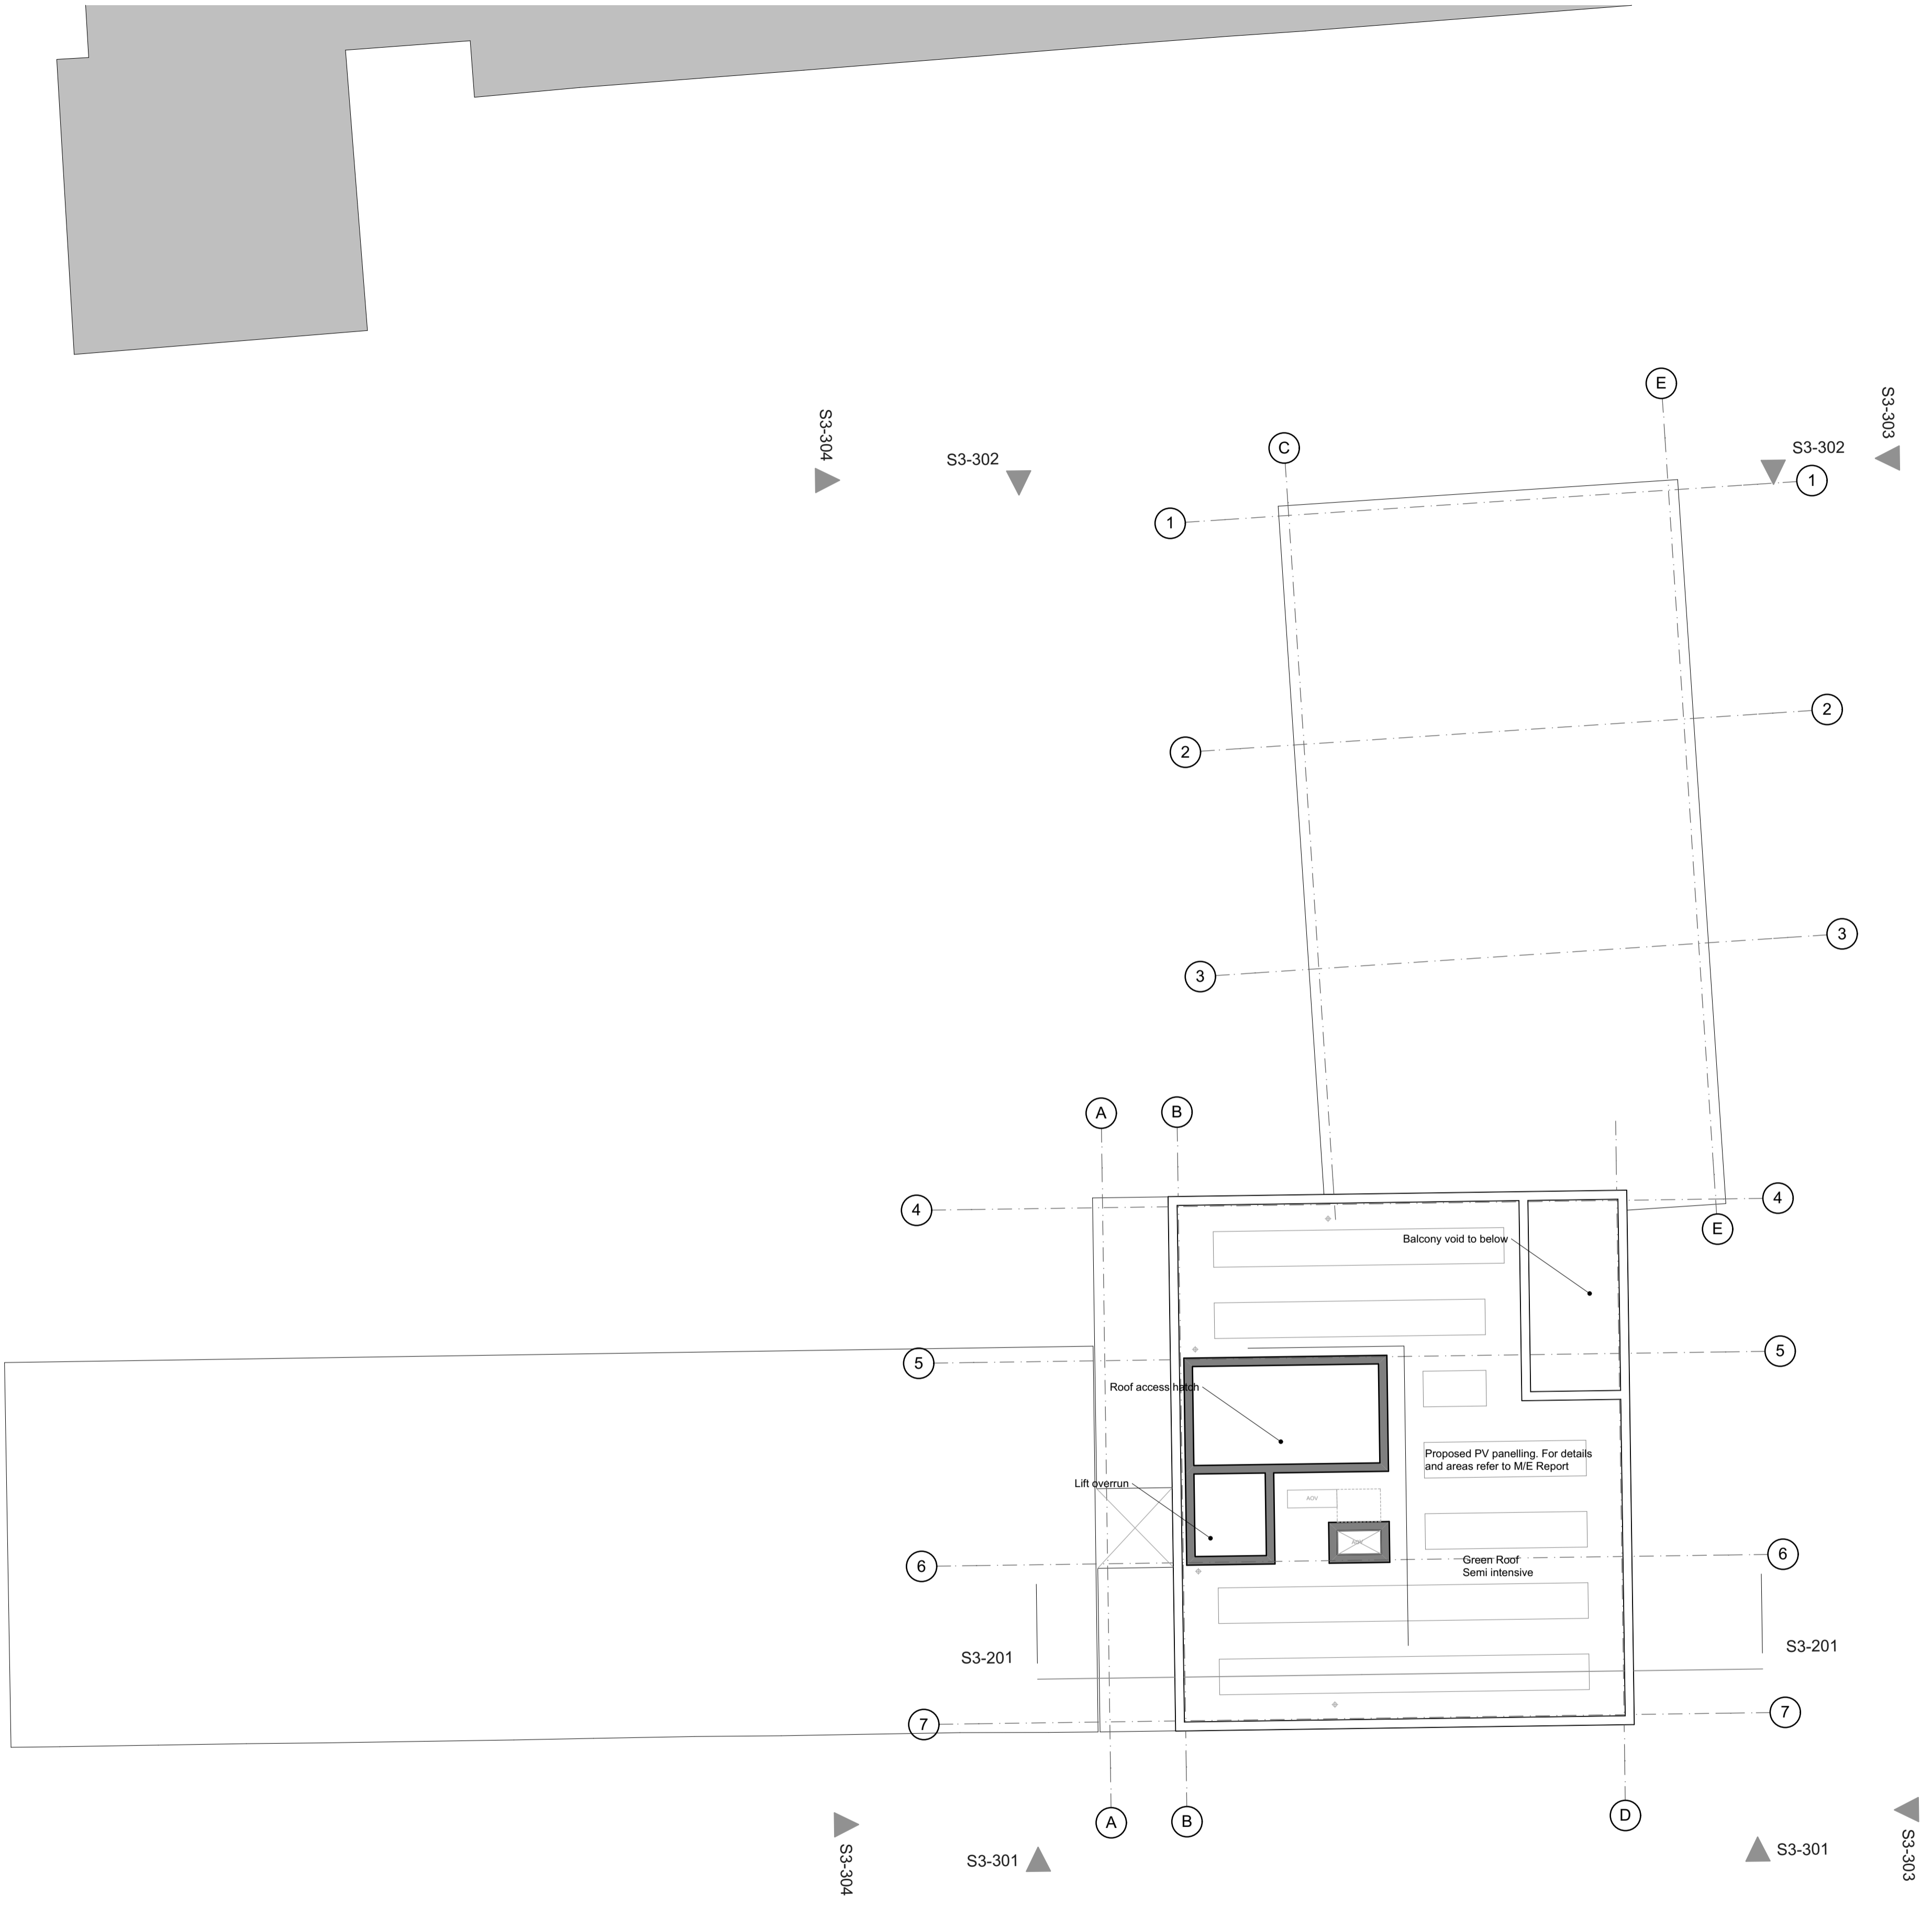 E
S3-304
S3-303
C
S3-302
S3-302
1
1
2
2
3
3
A
B
4
4
E
Balcony void to below
5
5
Roof access hatch
Proposed PV panelling. For details
and areas refer to M/E Report
Lift overrun
AOV
AOV
6
6
Green Roof
Semi intensive
S3-201
S3-201
7
7
A
B
D
S3-304
S3-301
S3-301
S3-303